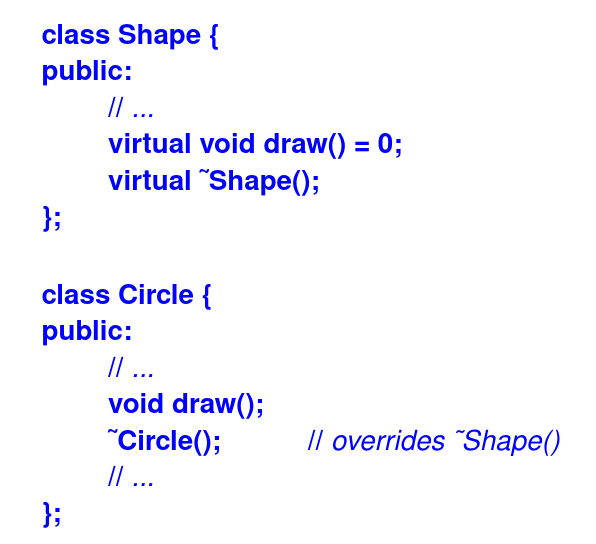 class Shape {
public:
// ...
virtual void draw() = 0;
virtual ˜Shape();
};
class Circle {
public:
// ...
void draw();
˜Circle(); // overrides ˜Shape()
// ...
};